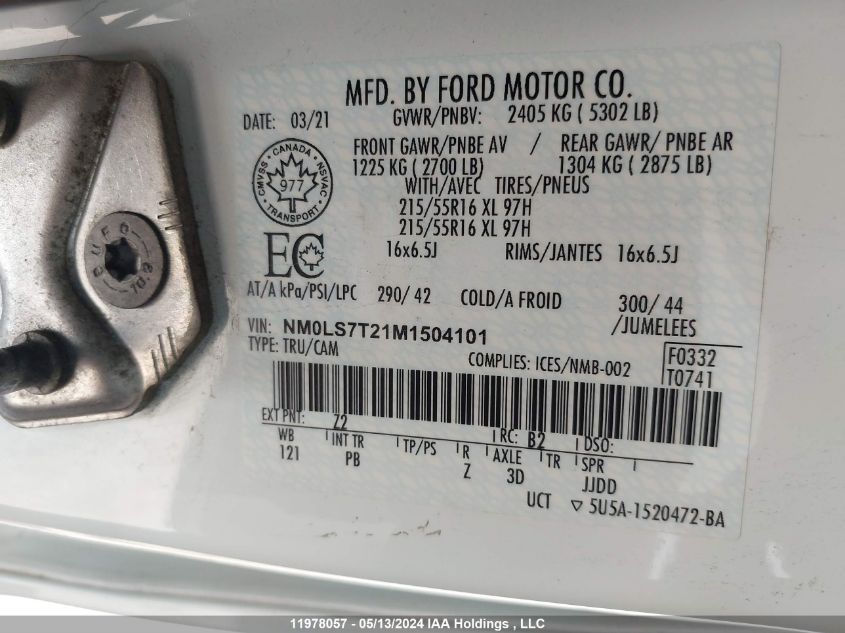 MFD. BY FORD MOTOR CO.
DATE: 03/21 GVWR/PNBV: 2405 KG ( 5302 LB)
FRONT GAWR/PNBE AV / REAR GAWR/ PNBE AR
1225 KG ( 2700 LB) 1304 KG ( 2875 LB)
WITH/AVEC TIRES/PNEUS
215/55R16 XL 97H
215/55R16 XL 97H
16x6.5J RIMS/JANTES 16x6.5J
CANADA
CMVSS NSVAC
977
TRANSPORT
EC
AT/A kPa/PSI/LPC 290/ 42 COLD/A FROID 300/ 44
/JUMELEES
VIN: NM0LS7T21M1504101
TYPE: TRU/CAM COMPLIES: ICES/NMB-002
F0332
T0741
EXT PNT: Z2 RC: B2 DSO:
WB INT TR TP/PS R AXLE TR SPR
121 PB Z 3D JJDD
UCT ▽ 5U5A-1520472-BA
BUFO
10.9
11978057 - 05/13/2024 IAA Holdings , LLC